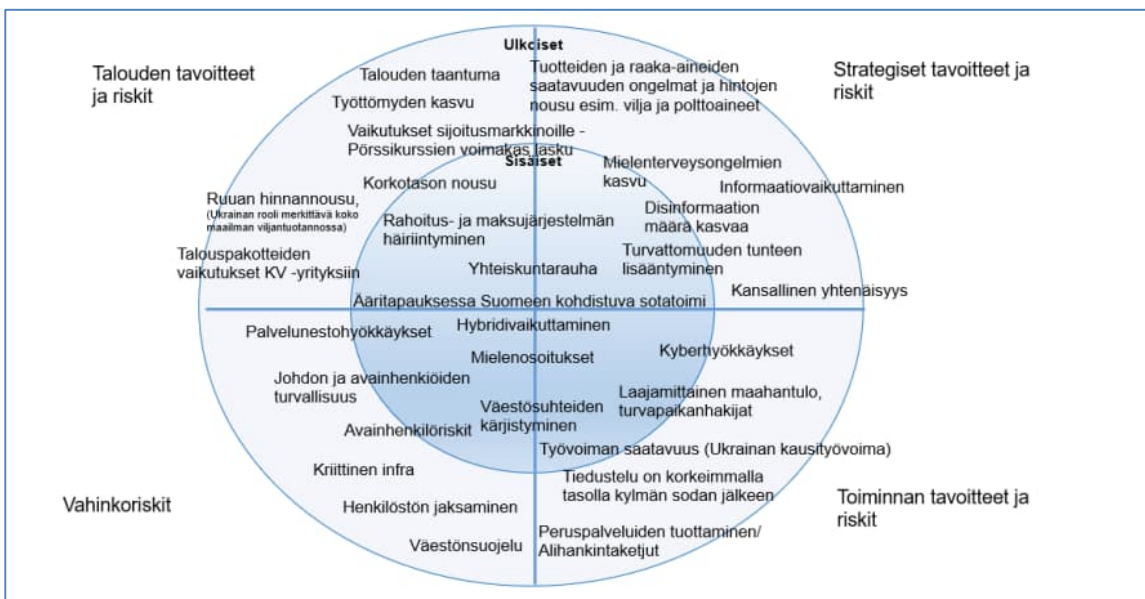 Ulkoiset
Talouden tavoitteet
ja riskit
Talouden taantuma
Työttömyden kasvu
Vaikutukset sijoitusmarkkinoille -
Pörssikurssien voimakas lasku
Tuotteiden ja raaka-aineiden
saatavuuden ongelmat ja hintojen
nousu esim. vilja ja polttoaineet
Strategiset tavoitteet ja
riskit
Sisäiset
Korkotason nousu
Mielenterveysongelmien
kasvu
Informaatiovaikuttaminen
Ruuan hinnannousu,
(Ukrainan rooli merkittävä koko
maailman viljantuotannossa)
Rahoitus- ja maksujärjestelmän
häiriintyminen
Disinformaation
määrä kasvaa
Talouspakotteiden
vaikutukset KV -yrityksiin
Yhteiskuntarauha
Turvattomuuden tunteen
lisääntyminen
Kansallinen yhtenäisyys
Ääritapauksessa Suomeen kohdistuva sotatoimi
Palvelunestohyökkäykset
Hybridivaikuttaminen
Mielenosoitukset
Kyberhyökkäykset
Johdon ja avainhenkiöiden
turvallisuus
Laajamittainen maahantulo,
turvapaikanhakijat
Väestösuhteiden
kärjistyminen
Avainhenkilöriskit
Työvoiman saatavuus (Ukrainan kausityövoima)
Kriittinen infra
Tiedustelu on korkeimmalla
tasolla kylmän sodan jälkeen
Vahinkoriskit
Toiminnan tavoitteet ja
riskit
Henkilöstön jaksaminen
Väestönsuojelu
Peruspalveluiden tuottaminen/
Alihankintaketjut